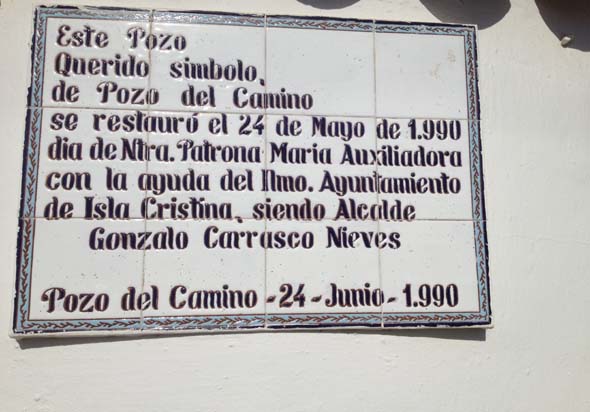 Este Pozo
Querido simbolo,
de Pozo del Camino
se restauró el 24 de Mayo de 1.990
dia de Ntra. Patrona Maria Auxiliadora
con la ayuda del Ilmo. Ayuntamiento
de Isla Cristina, siendo Alcalde
Gonzalo Carrasco Nieves
Pozo del Camino - 24 - Junio - 1.990